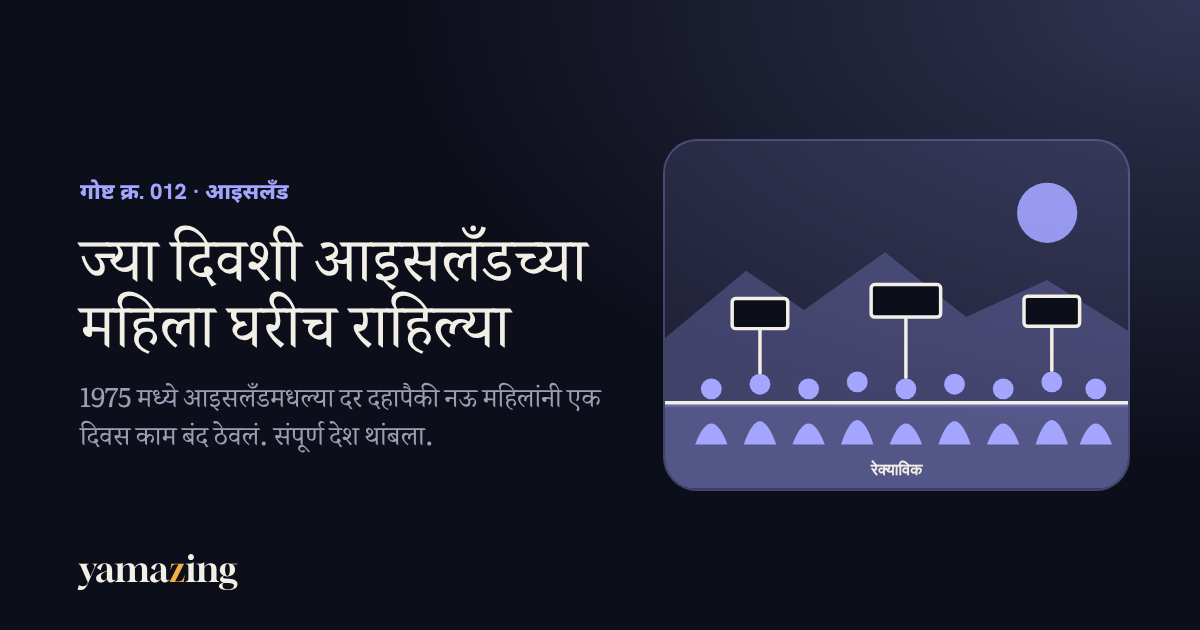 गोष्ट क्र. 012 · आइसलँड
ज्या दिवशी आइसलँडच्या
महिला घरीच राहिल्या
1975 मध्ये आइसलँडमधल्या दर दहापैकी नऊ महिलांनी एक
दिवस काम बंद ठेवलं. संपूर्ण देश थांबला.
रेक्याविक
yamazing